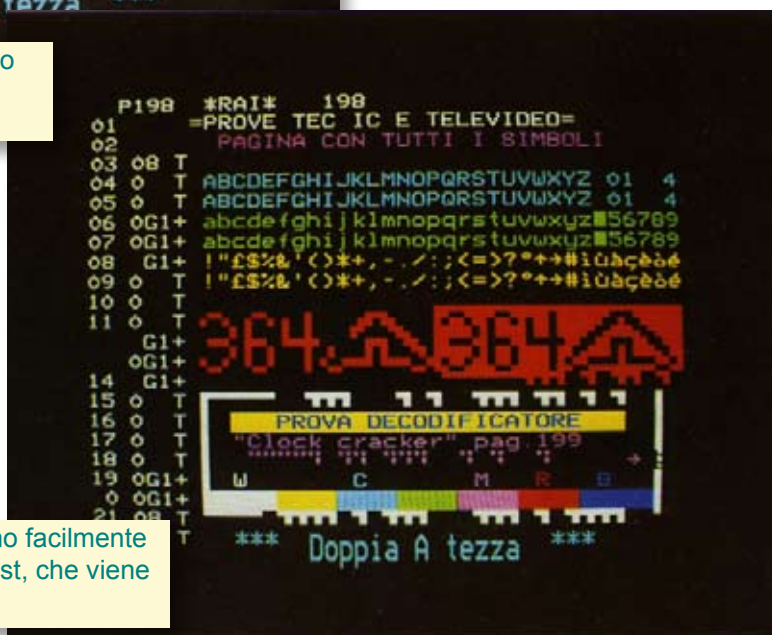 tezza ***
o
P198 *RAI* 198
01 =PROVE TEC IC E TELEVIDEO=
02 PAGINA CON TUTTI I SIMBOLI
03 08 T
04 0 T ABCDEFGHIJKLMNOPQRSTUVWXYZ 01 4
05 0 T ABCDEFGHIJKLMNOPQRSTUVWXYZ 01 4
06 0G1+ abcdefghijklmnopqrstuvwxyz■56789
07 0G1+ abcdefghijklmnopqrstuvwxyz■56789
08 G1+ !"£$%&'()*+,-./:;<=>?°←↑→#ìùàçèòé
09 0 T !"£$%&'()*+,-./:;<=>?°←↑→#ìùàçèòé
10 0 T
11 0 T
G1+ 364 364
0G1+
14 G1+
15 0 T
16 0 T PROVA DECODIFICATORE
17 0 T "Clock cracker" pag.199
18 0 T →
19 0G1+ W C M R B
0 0G1+
21 08 T
T *** Doppia A tezza ***
no facilmente
st, che viene